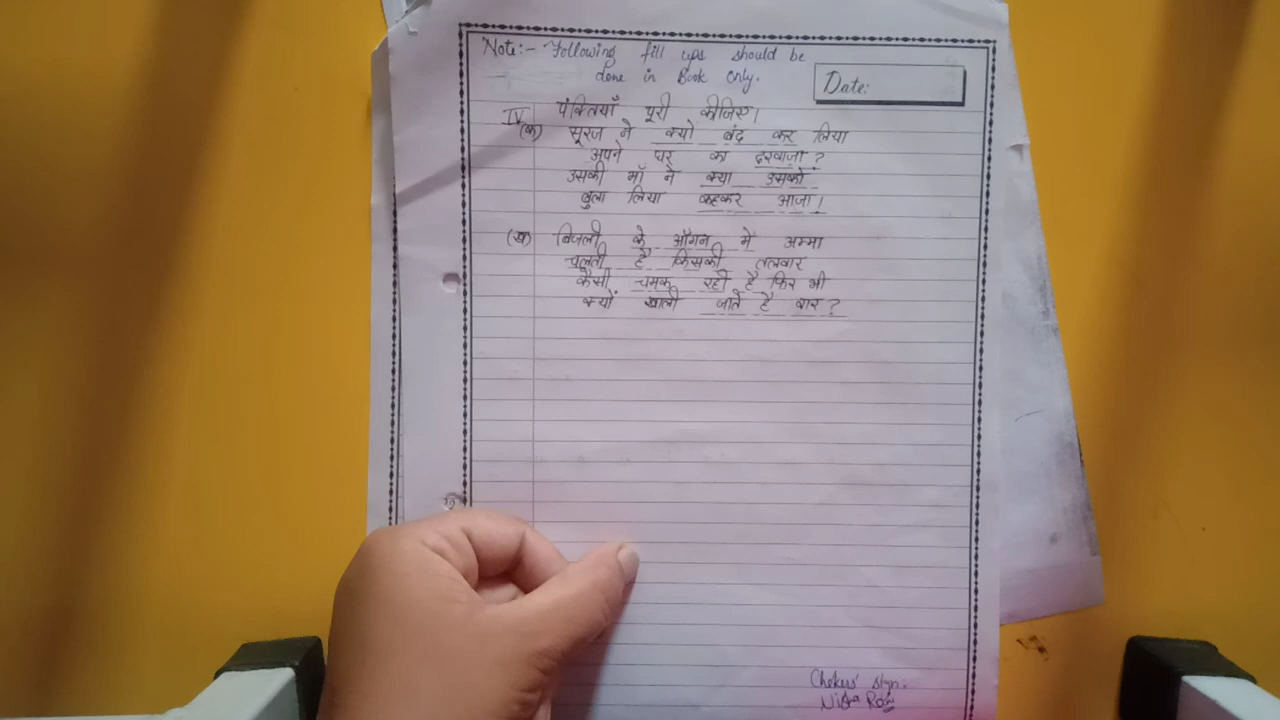 Note:- Following fill ups should be
done in Book Only.
Date:
IV पंक्तियाँ पूरी कीजिए।
(क) सूरज ने क्यों बंद कर लिया
अपने घर का दरवाज़ा ?
उसकी माँ ने क्या उसको
बुला लिया कहकर आजा।
(ख) बिजली के आँगन में अम्मा
चलती है किसकी तलवार
कैसी चमक रही है फिर भी
क्यों खाली जाते है वार ?
Chekers' sign.